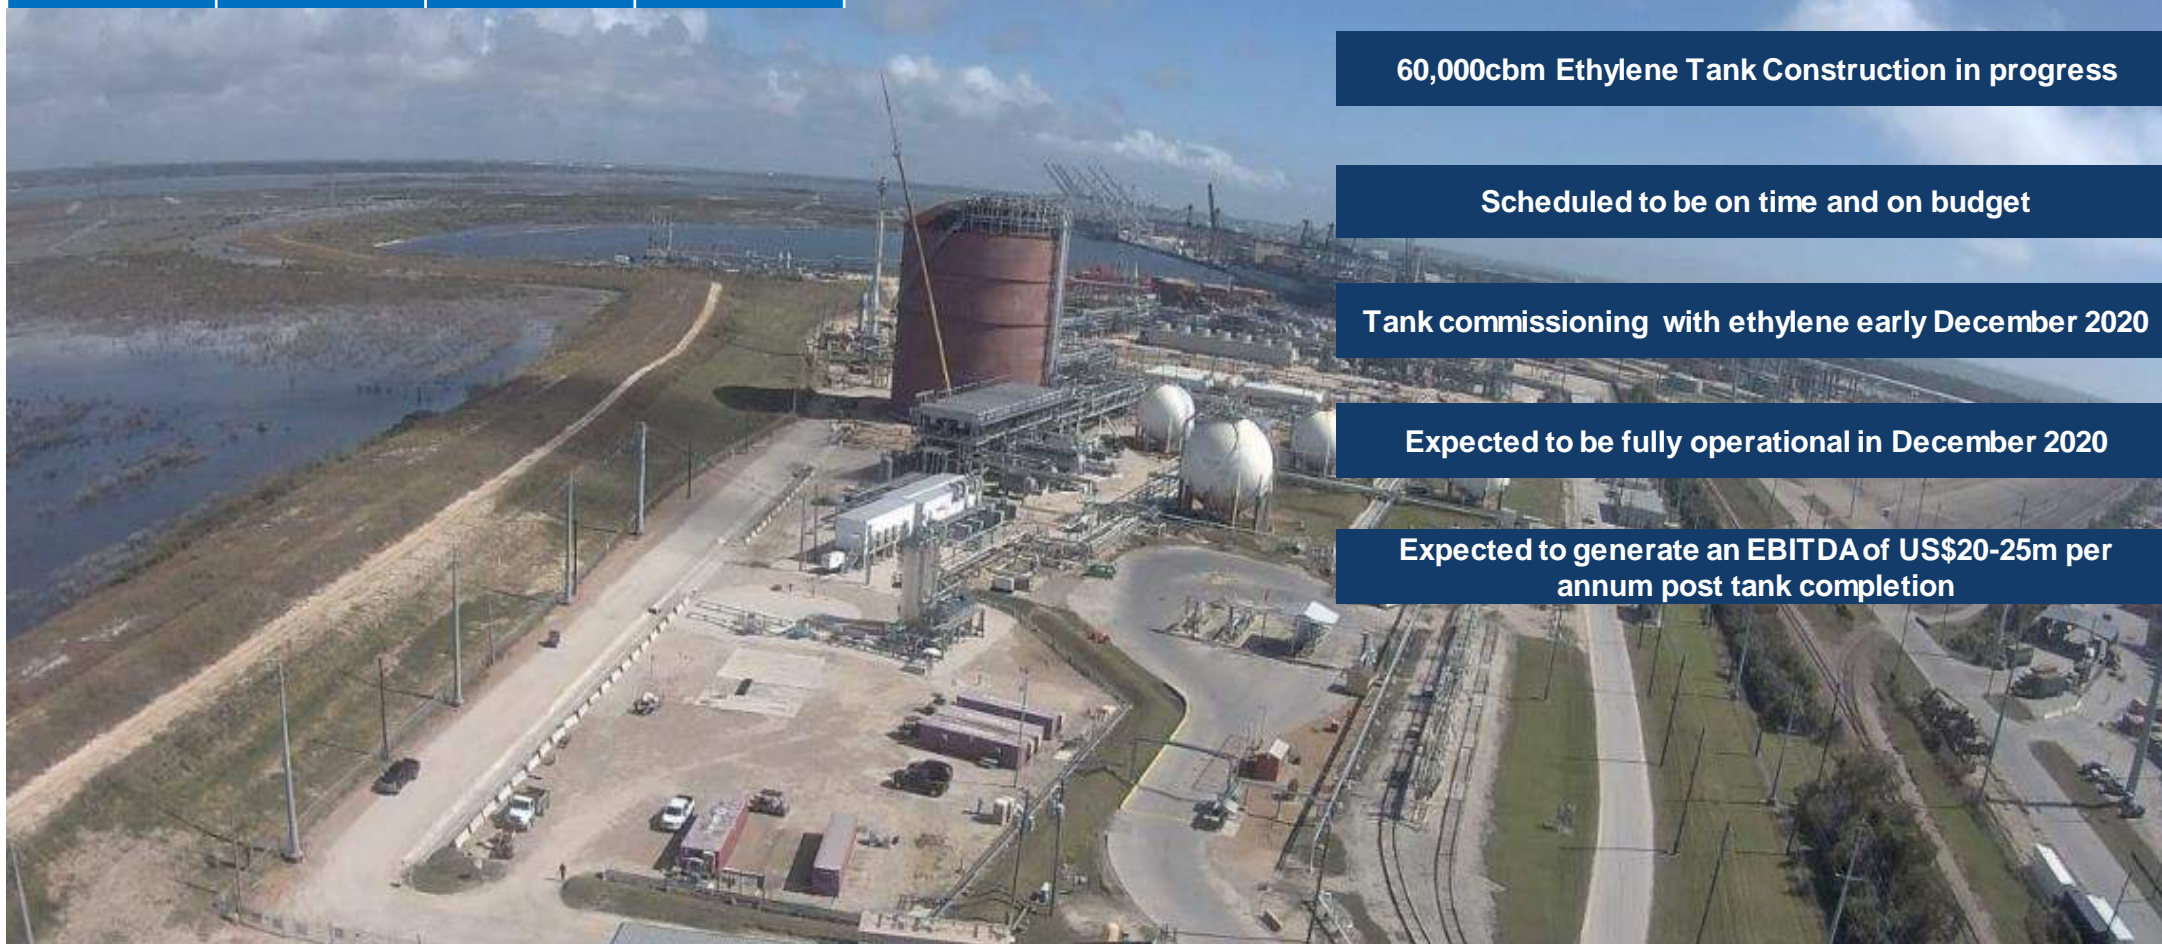 60,000cbm Ethylene Tank Construction in progress
Scheduled to be on time and on budget
Tank commissioning with ethylene early December 2020
Expected to be fully operational in December 2020
Expected to generate an EBITDA of US$20-25m per
annum post tank completion